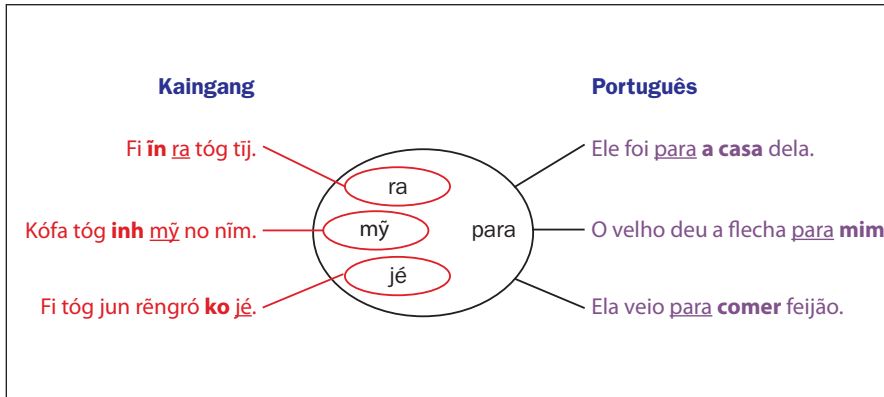 Kaingang Português
Fi ĩn ra tóg tĩj. Ele foi para a casa dela.
ra
Kófa tóg inh mỹ no nĩm. mỹ para O velho deu a flecha para mim
jé
Fi tóg jun rẽngró ko jé. Ela veio para comer feijão.